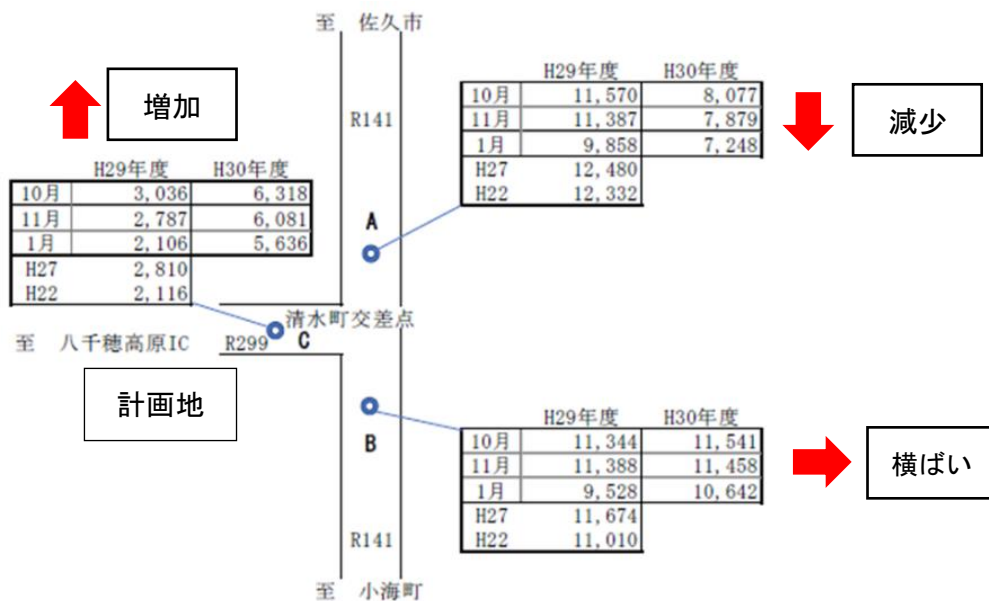 至 佐久市
増加
H29年度 H30年度
10月 3,036 6,318
11月 2,787 6,081
1月 2,106 5,636
H27 2,810
H22 2,116
R141
H29年度 H30年度
10月 11,570 8,077
11月 11,387 7,879
1月 9,858 7,248
H27 12,480
H22 12,332
減少
A
清水町交差点
至 八千穂高原IC R299 C
計画地
B
H29年度 H30年度
10月 11,344 11,541
11月 11,388 11,458
1月 9,528 10,642
H27 11,674
H22 11,010
横ばい
R141
至 小海町